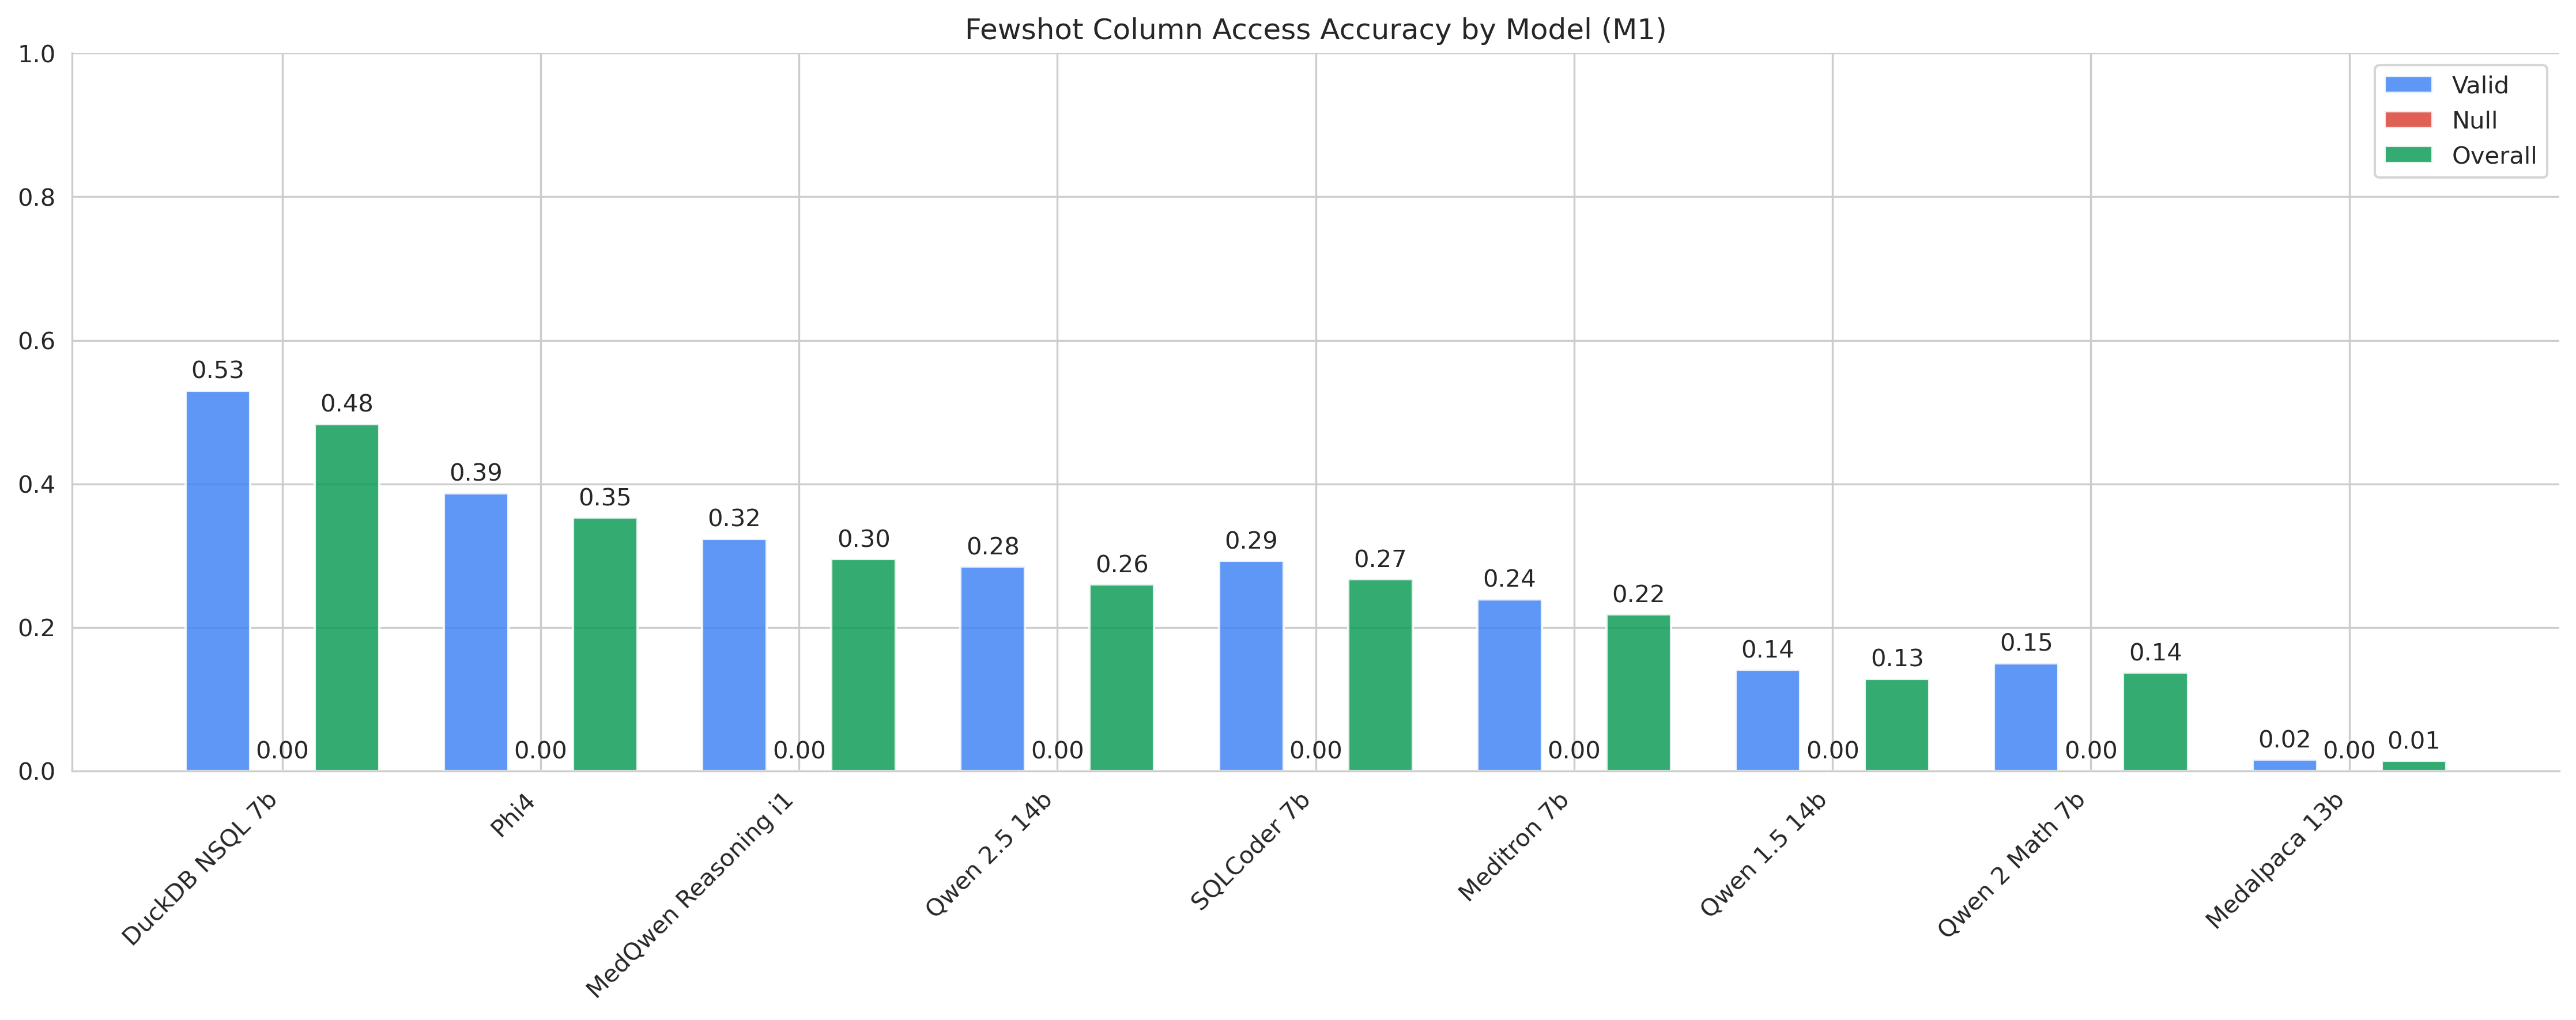 Fewshot Column Access Accuracy by Model (M1)
1.0
0.8
0.6
0.4
0.2
0.0
Valid
Null
Overall
0.53
0.00
0.48
0.39
0.00
0.35
0.32
0.00
0.30
0.28
0.00
0.26
0.29
0.00
0.27
0.24
0.00
0.22
0.14
0.00
0.13
0.15
0.00
0.14
0.02
0.00
0.01
DuckDB NSQL 7b
Phi4
MedQwen Reasoning i1
Qwen 2.5 14b
SQLCoder 7b
Meditron 7b
Qwen 1.5 14b
Qwen 2 Math 7b
Medalpaca 13b